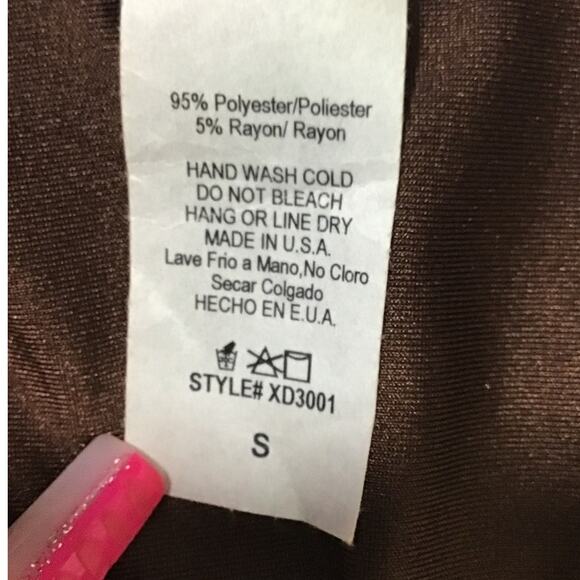 95% Polyester/Poliester
5% Rayon/ Rayon
HAND WASH COLD
DO NOT BLEACH
HANG OR LINE DRY
MADE IN U.S.A.
Lave Frio a Mano,No Cloro
Secar Colgado
HECHO EN E.U.A.
STYLE# XD3001
S